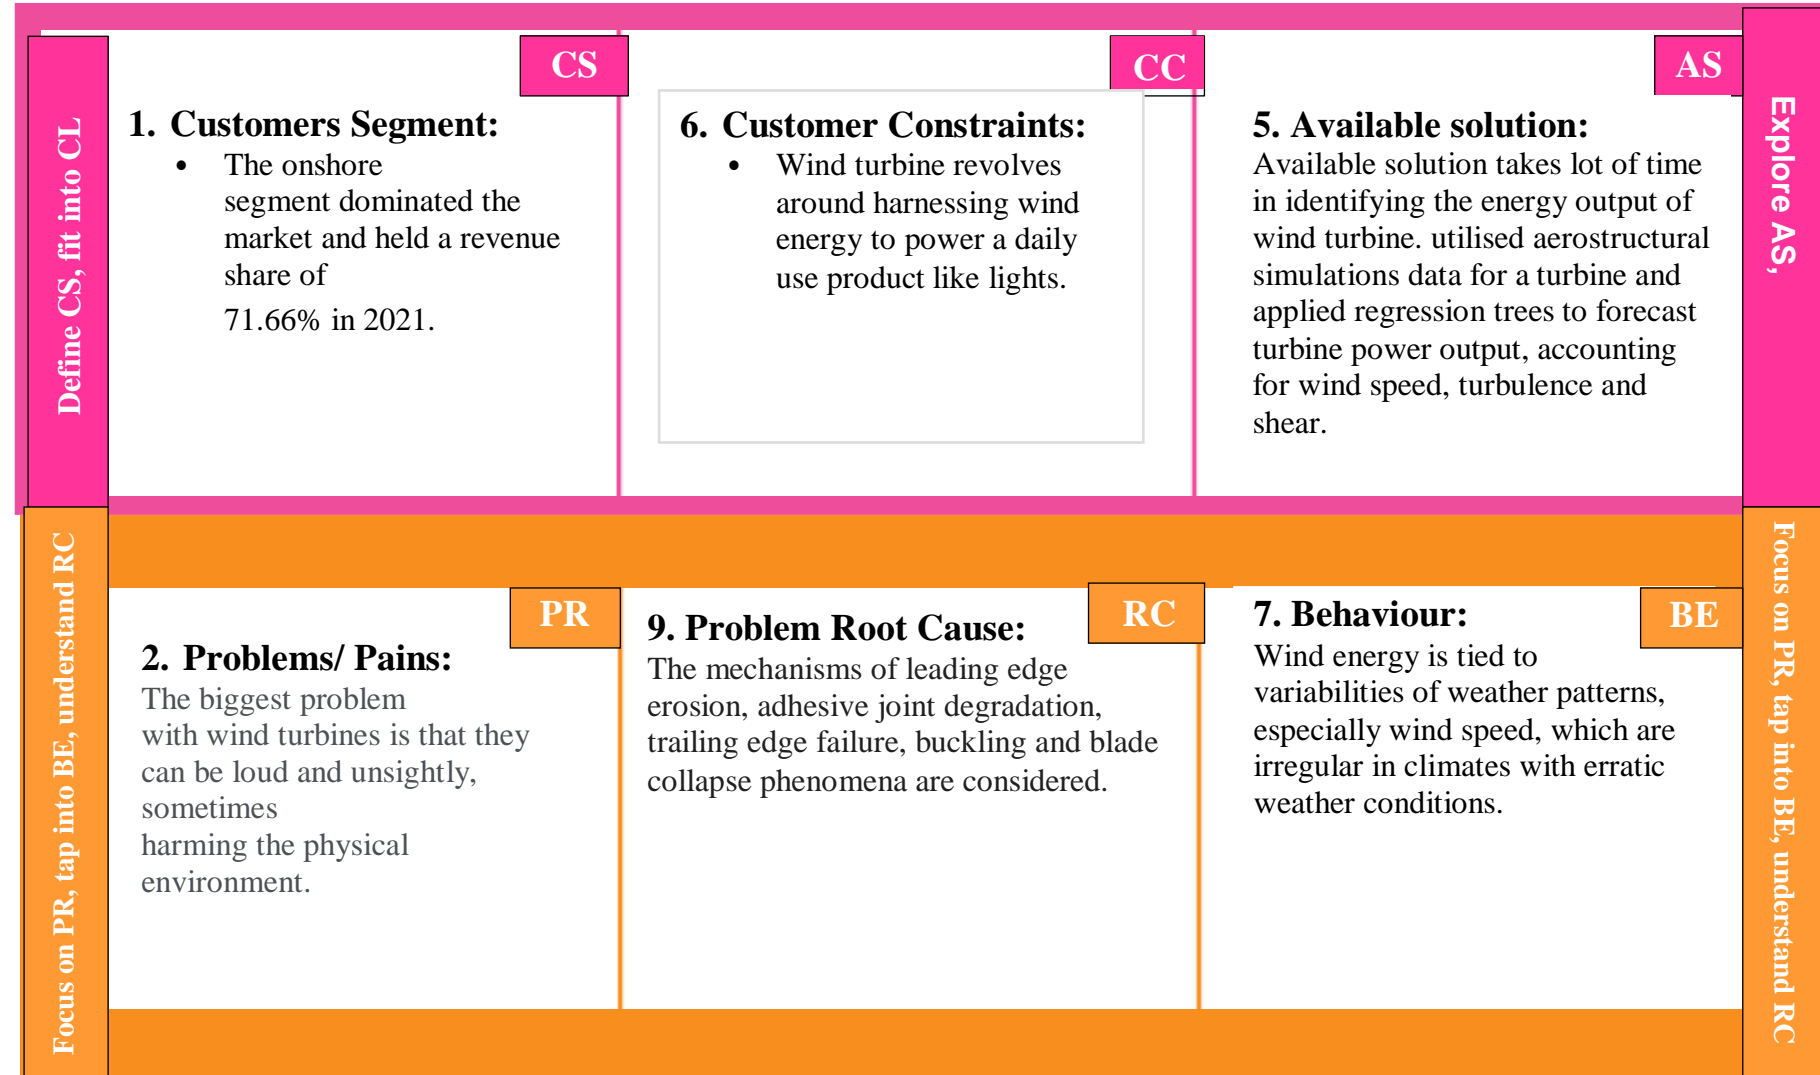 Define CS, fit into CL
CS
1. Customers Segment:
• The onshore
segment dominated the
market and held a revenue
share of
71.66% in 2021.
CC
6. Customer Constraints:
• Wind turbine revolves
around harnessing wind
energy to power a daily
use product like lights.
AS
5. Available solution:
Available solution takes lot of time
in identifying the energy output of
wind turbine. utilised aerostructural
simulations data for a turbine and
applied regression trees to forecast
turbine power output, accounting
for wind speed, turbulence and
shear.
Explore AS,
Focus on PR, tap into BE, understand RC
PR
2. Problems/ Pains:
The biggest problem
with wind turbines is that they
can be loud and unsightly,
sometimes
harming the physical
environment.
RC
9. Problem Root Cause:
The mechanisms of leading edge
erosion, adhesive joint degradation,
trailing edge failure, buckling and blade
collapse phenomena are considered.
BE
7. Behaviour:
Wind energy is tied to
variabilities of weather patterns,
especially wind speed, which are
irregular in climates with erratic
weather conditions.
Focus on PR, tap into BE, understand RC